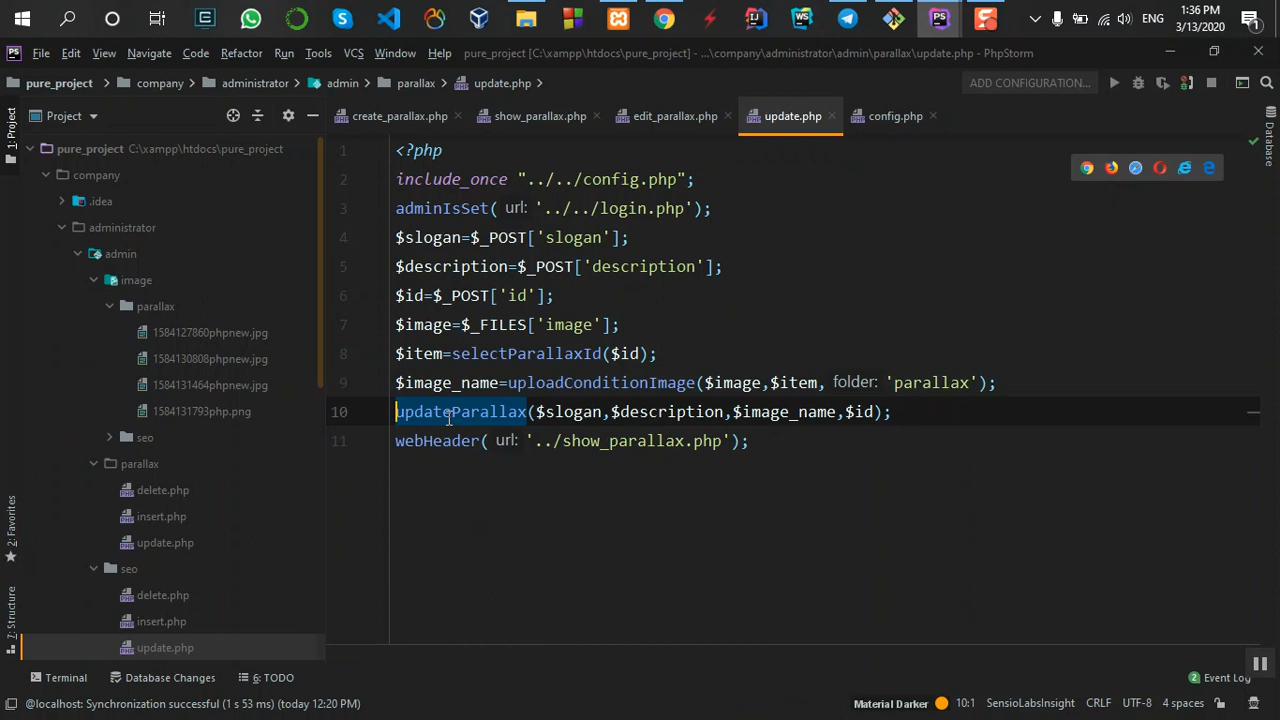 ENG
1:36 PM
3/13/2020
File Edit View Navigate Code Refactor Run Tools VCS Window Help pure_project [C:\xampp\htdocs\pure_project] - ...\company\administrator\admin\parallax\update.php - PhpStorm
pure_project company administrator admin parallax update.php ADD CONFIGURATION...
Project create_parallax.php show_parallax.php edit_parallax.php update.php config.php
1: Project
2: Favorites
7: Structure
Database
pure_project C:\xampp\htdocs\pure_project
company
.idea
administrator
admin
image
parallax
1584127860phpnew.jpg
1584130808phpnew.jpg
1584131464phpnew.jpg
1584131793php.png
seo
parallax
delete.php
insert.php
update.php
seo
delete.php
insert.php
update.php
1 <?php
2 include_once "../../config.php";
3 adminIsSet( url: '../../login.php');
4 $slogan=$_POST['slogan'];
5 $description=$_POST['description'];
6 $id=$_POST['id'];
7 $image=$_FILES['image'];
8 $item=selectParallaxId($id);
9 $image_name=uploadConditionImage($image,$item, folder: 'parallax');
10 updateParallax($slogan,$description,$image_name,$id);
11 webHeader( url: '../show_parallax.php');
Terminal Database Changes 6: TODO 2 Event Log
@localhost: Synchronization successful (1 s 53 ms) (today 12:20 PM) Material Darker 10:1 SensioLabsInsight CRLF UTF-8 4 spaces